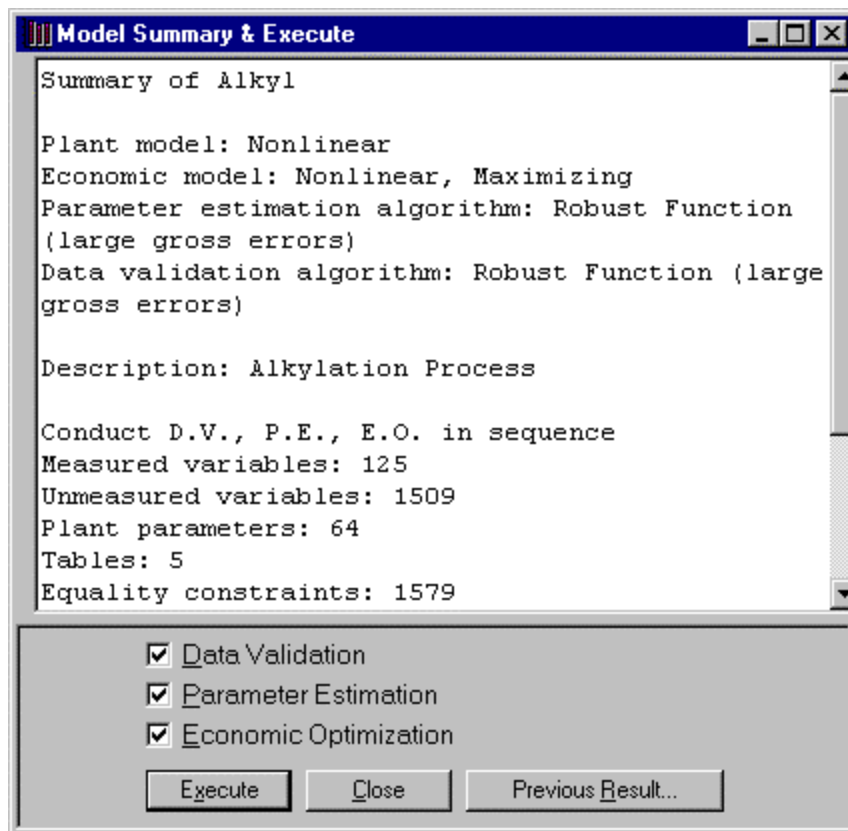 Model Summary & Execute
Summary of Alkyl
Plant model: Nonlinear
Economic model: Nonlinear, Maximizing
Parameter estimation algorithm: Robust Function
(large gross errors)
Data validation algorithm: Robust Function (large
gross errors)
Description: Alkylation Process
Conduct D.V., P.E., E.O. in sequence
Measured variables: 125
Unmeasured variables: 1509
Plant parameters: 64
Tables: 5
Equality constraints: 1579
Data Validation
Parameter Estimation
Economic Optimization
Execute Close Previous Result...